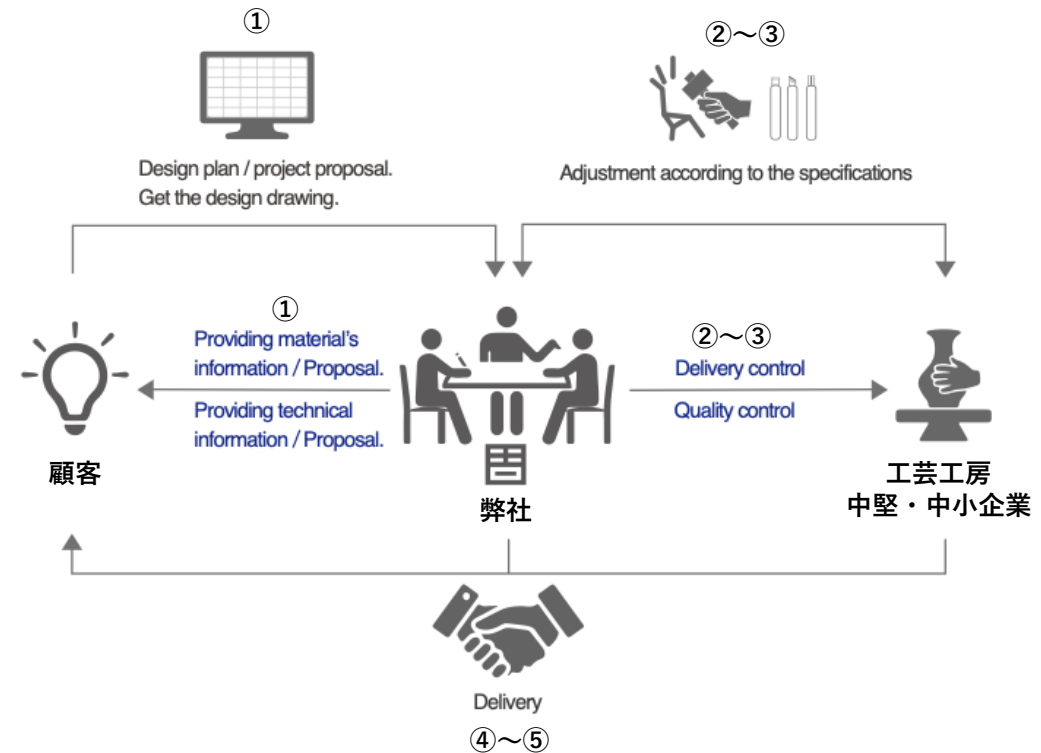 ①
②〜③
Design plan / project proposal.
Get the design drawing.
Adjustment according to the specifications
①
Providing material's
information / Proposal.
Providing technical
information / Proposal.
②〜③
Delivery control
Quality control
顧客
弊社
工芸工房
中堅・中小企業
Delivery
④〜⑤